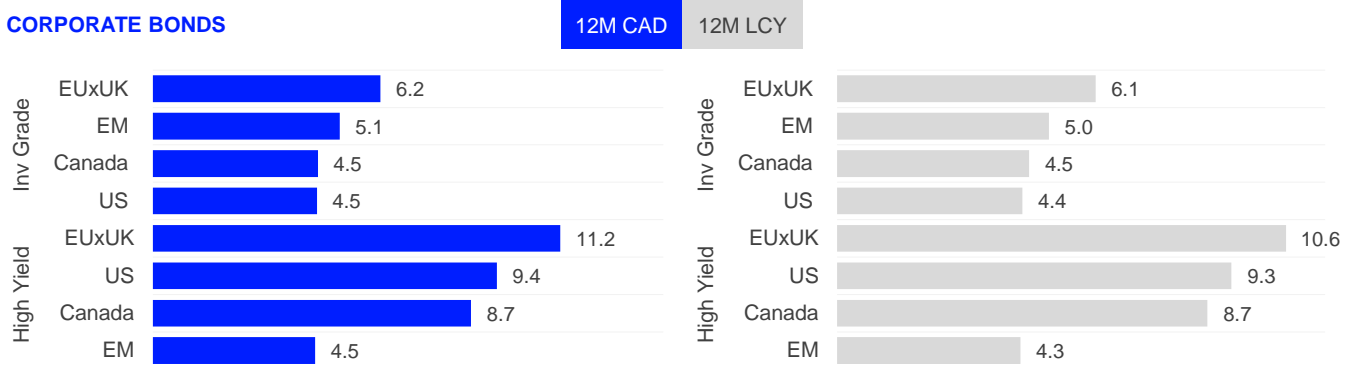 CORPORATE BONDS
12M CAD
12M LCY
Inv Grade
EUxUK 6.2
EM 5.1
Canada 4.5
US 4.5
High Yield
EUxUK 11.2
US 9.4
Canada 8.7
EM 4.5
Inv Grade
EUxUK 6.1
EM 5.0
Canada 4.5
US 4.4
High Yield
EUxUK 10.6
US 9.3
Canada 8.7
EM 4.3